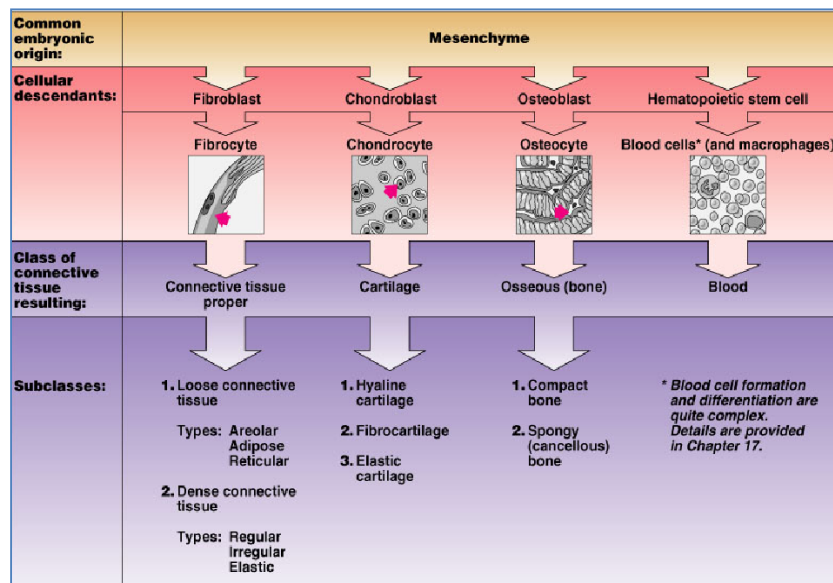 Common
embryonic
origin:
Mesenchyme
Cellular
descendants:
Fibroblast
Chondroblast
Osteoblast
Hematopoietic stem cell
Fibrocyte
Chondrocyte
Osteocyte
Blood cells* (and macrophages)
Class of
connective
tissue
resulting:
Connective tissue
proper
Cartilage
Osseous (bone)
Blood
Subclasses:
1. Loose connective
tissue
Types: Areolar
Adipose
Reticular
2. Dense connective
tissue
Types: Regular
Irregular
Elastic
1. Hyaline
cartilage
2. Fibrocartilage
3. Elastic
cartilage
1. Compact
bone
2. Spongy
(cancellous)
bone
* Blood cell formation
and differentiation are
quite complex.
Details are provided
in Chapter 17.